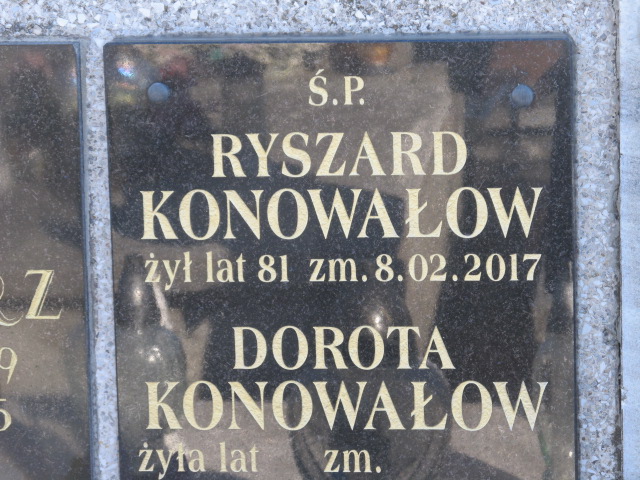 Ś.P.
RYSZARD
KONOWAŁOW
żył lat 81 zm. 8.02.2017
DOROTA
KONOWAŁOW
żyła lat zm.